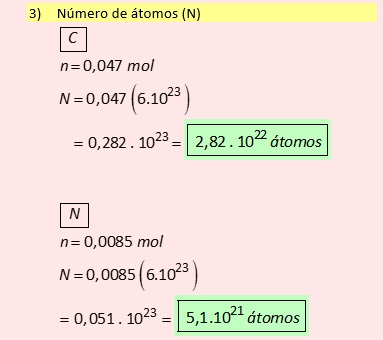 3) Número de átomos (N)
C
n = 0,047 mol
N = 0,047 (6.10²³)
= 0,282 . 10²³ = 2,82 . 10²² átomos
N
n = 0,0085 mol
N = 0,0085 (6.10²³)
= 0,051 . 10²³ = 5,1.10²¹ átomos